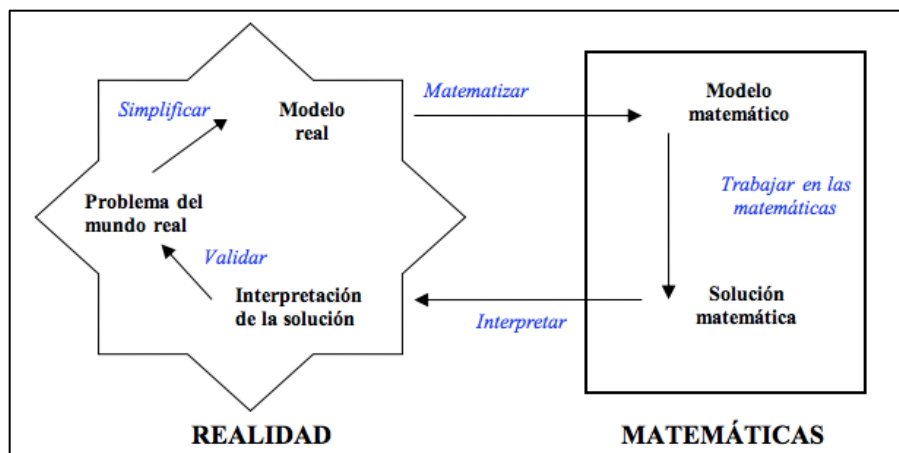 Simplificar
Modelo
real
Matematizar
Modelo
matemático
Problema del
mundo real
Trabajar en las
matemáticas
Validar
Interpretación
de la solución
Interpretar
Solución
matemática
REALIDAD
MATEMÁTICAS